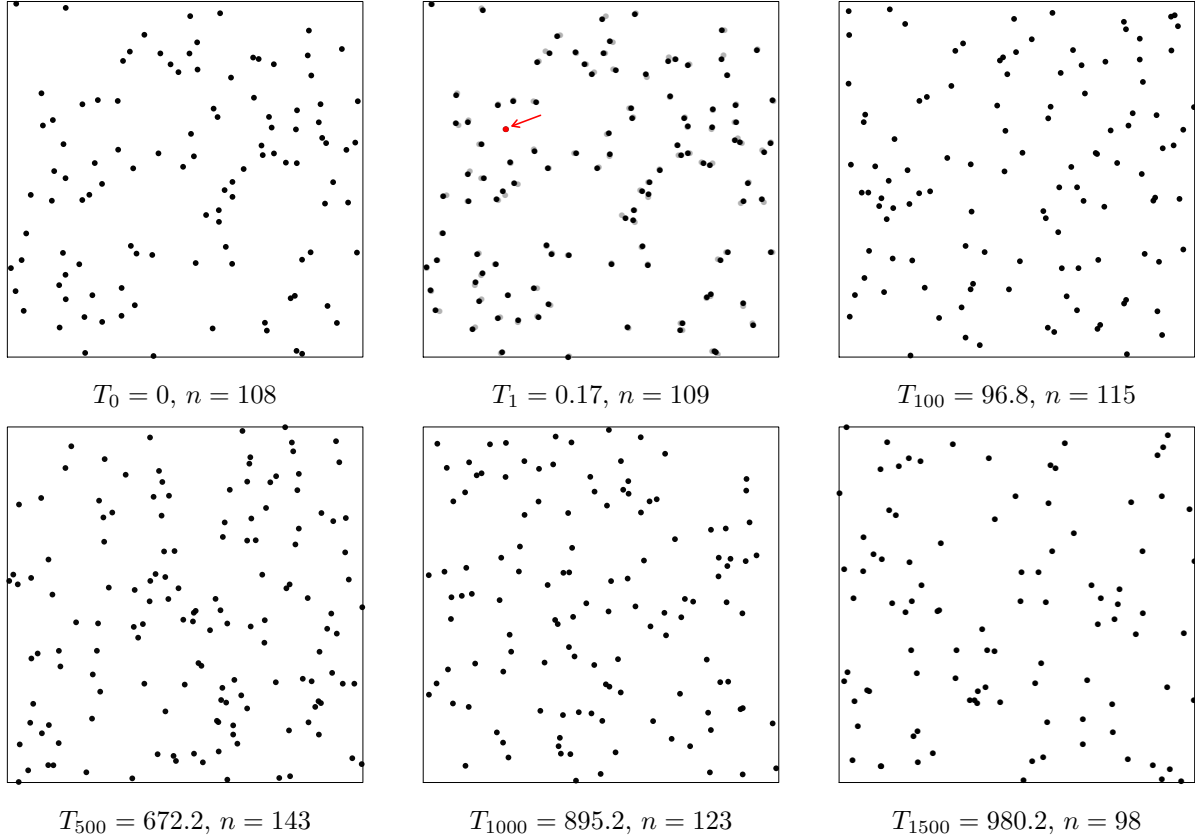 T₀ = 0, n = 108
T₁ = 0.17, n = 109
T₁₀₀ = 96.8, n = 115
T₅₀₀ = 672.2, n = 143
T₁₀₀₀ = 895.2, n = 123
T₁₅₀₀ = 980.2, n = 98